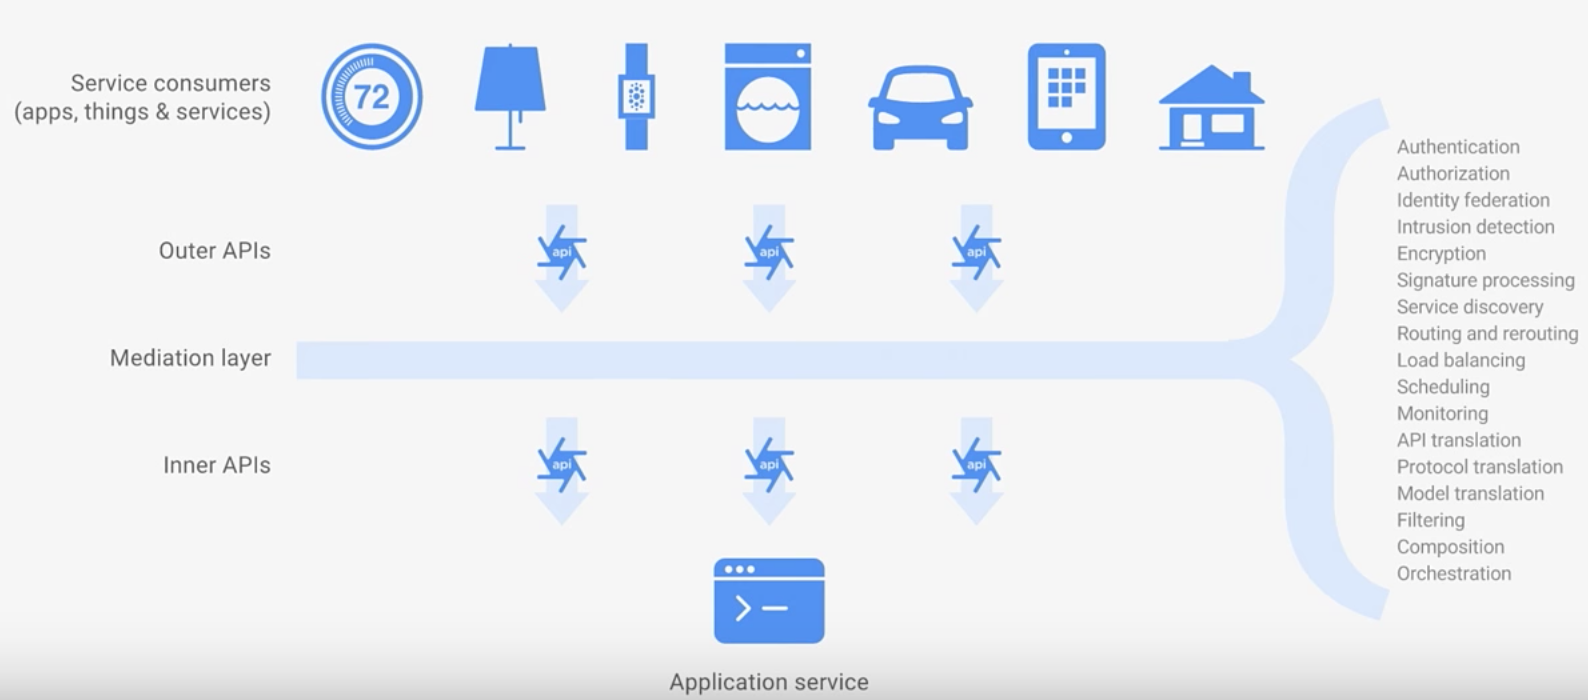 Service consumers
(apps, things & services)
72
Outer APIs
api
api
api
Mediation layer
Inner APIs
api
api
api
Application service
Authentication
Authorization
Identity federation
Intrusion detection
Encryption
Signature processing
Service discovery
Routing and rerouting
Load balancing
Scheduling
Monitoring
API translation
Protocol translation
Model translation
Filtering
Composition
Orchestration